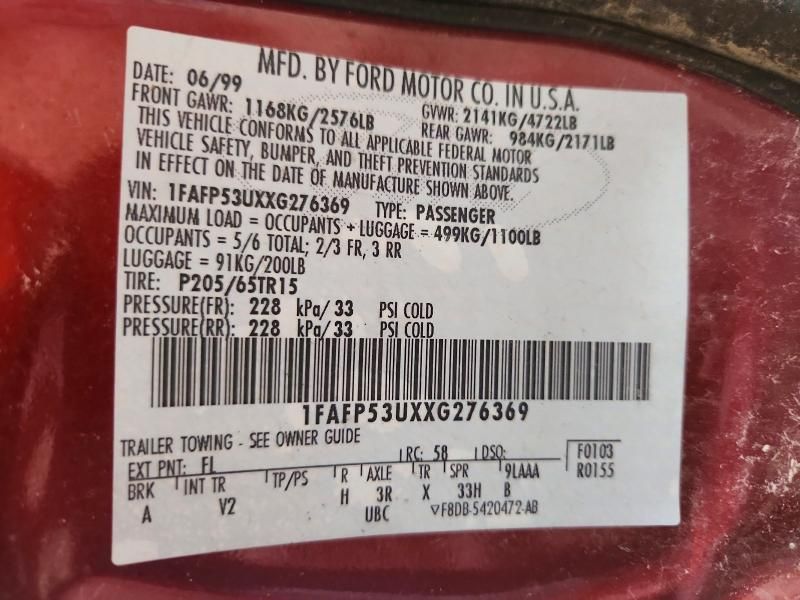 MFD. BY FORD MOTOR CO. IN U.S.A.
DATE: 06/99 GVWR: 2141KG/4722LB
FRONT GAWR: 1168KG/2576LB REAR GAWR: 984KG/2171LB
THIS VEHICLE CONFORMS TO ALL APPLICABLE FEDERAL MOTOR
VEHICLE SAFETY, BUMPER, AND THEFT PREVENTION STANDARDS
IN EFFECT ON THE DATE OF MANUFACTURE SHOWN ABOVE.
VIN: 1FAFP53UXXG276369 TYPE: PASSENGER
MAXIMUM LOAD = OCCUPANTS + LUGGAGE = 499KG/1100LB
OCCUPANTS = 5/6 TOTAL; 2/3 FR, 3 RR
LUGGAGE = 91KG/200LB
TIRE: P205/65TR15
PRESSURE(FR): 228 kPa/ 33 PSI COLD
PRESSURE(RR): 228 kPa/ 33 PSI COLD
1FAFP53UXXG276369
TRAILER TOWING - SEE OWNER GUIDE
EXT PNT: FL RC: 58 DSO: F0103
R0155
BRK INT TR TP/PS R AXLE TR SPR 9LAAA
A V2 H 3R X 33H B
UBC ▽F8DB-5420472-AB